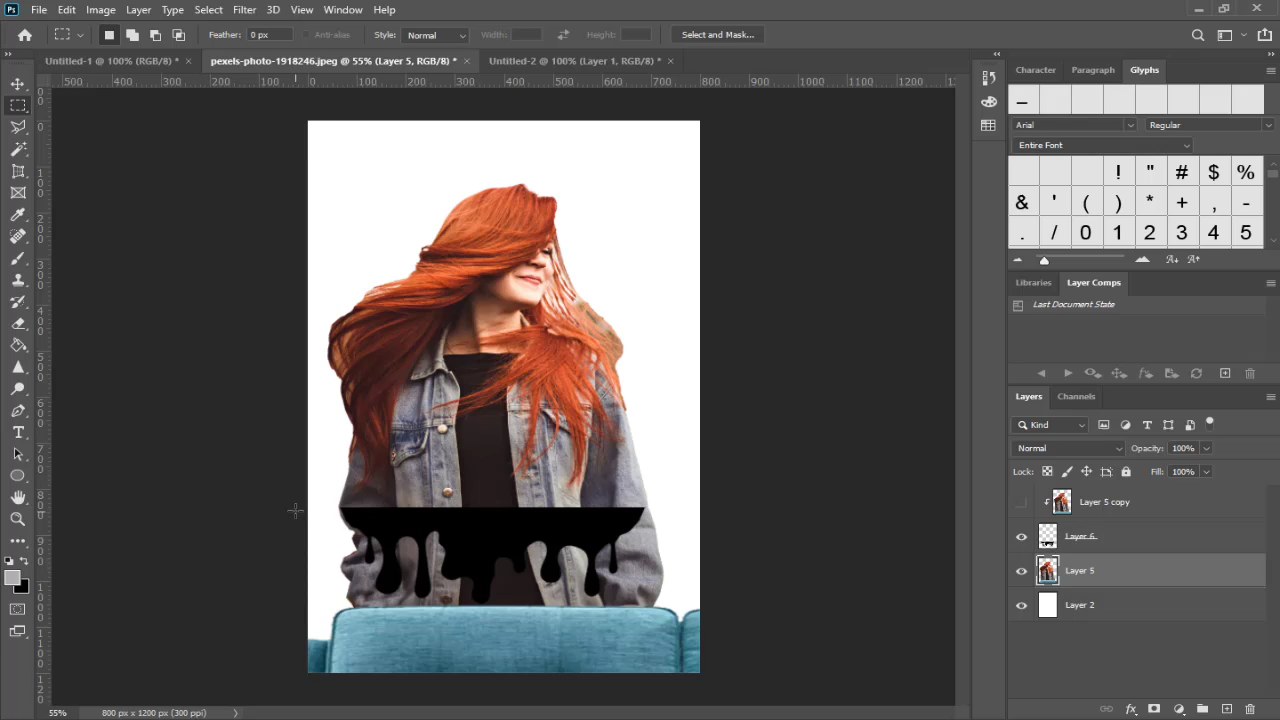 Ps File Edit Image Layer Type Select Filter 3D View Window Help
Feather: 0 px Anti-alias Style: Normal Width: Height: Select and Mask...
Untitled-1 @ 100% (RGB/8) * × pexels-photo-1918246.jpeg @ 55% (Layer 5, RGB/8) * × Untitled-2 @ 100% (Layer 1, RGB/8) * ×
500 400 300 200 100 0 100 200 300 400 500 600 700 800 900 1000 1100 1200
Character Paragraph Glyphs
Arial Regular
Entire Font
! " # $ %
& ' ( ) * + , -
. / 0 1 2 3 4 5
Libraries Layer Comps
Last Document State
Layers Channels
Kind
Normal Opacity: 100%
Lock: Fill: 100%
Layer 5 copy
Layer 6
Layer 5
Layer 2
55% 800 px x 1200 px (300 ppi)